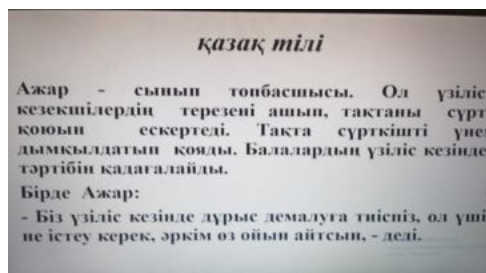 қазақ тілі
Ажар - сынып топбасшысы. Ол үзіліс
кезекшілердің терезені ашып, тақтаны сүрт
қоюын ескертеді. Тақта сүрткішті үне
дымқылдатып қояды. Балалардың үзіліс кезінде
тәртібін қадағалайды.
Бірде Ажар:
- Біз үзіліс кезінде дұрыс демалуға тиіспіз, ол үші
не істеу керек, әркім өз ойын айтсын, - деді.